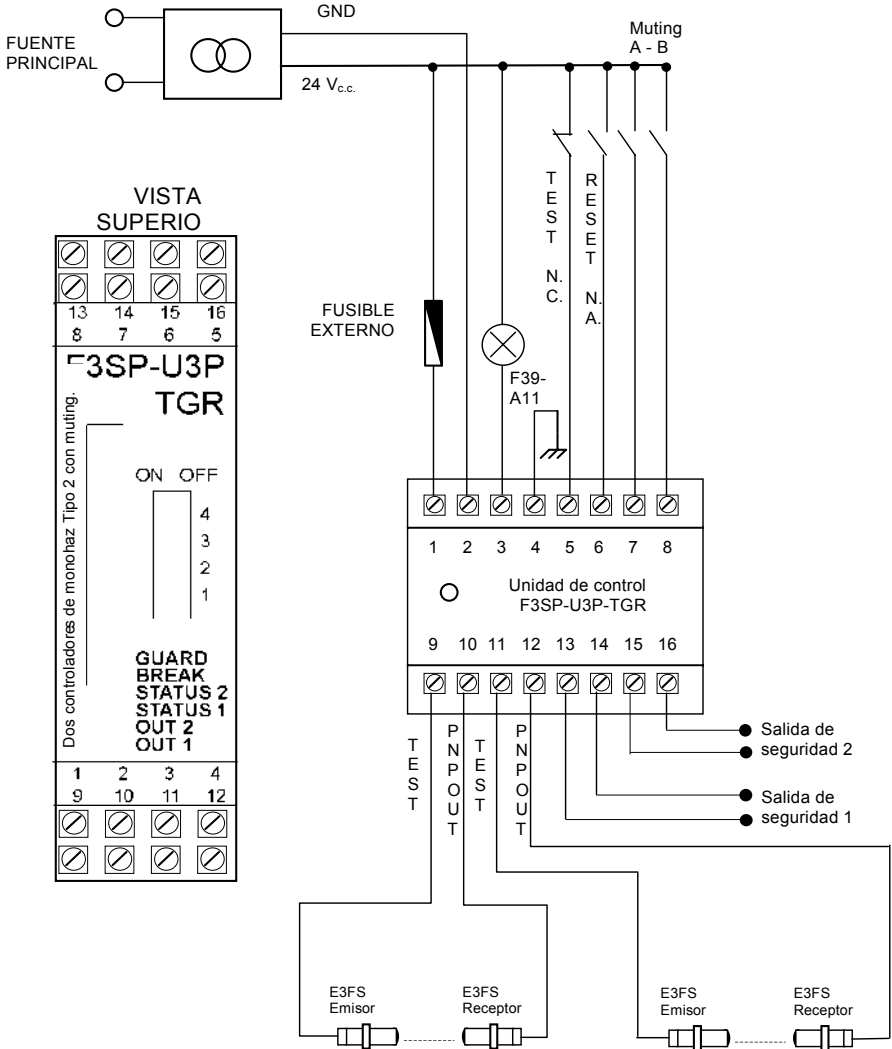 GND
FUENTE
PRINCIPAL
24 Vc.c.
Muting
A - B
TEST N.C.
RESET N.A.
VISTA
SUPERIO
13 14 15 16
8 7 6 5
F3SP-U3P
TGR
Dos controladores de monohaz Tipo 2 con muting.
ON OFF
4
3
2
1
GUARD
BREAK
STATUS 2
STATUS 1
OUT 2
OUT 1
1 2 3 4
9 10 11 12
FUSIBLE
EXTERNO
F39-
A11
1 2 3 4 5 6 7 8
Unidad de control
F3SP-U3P-TGR
9 10 11 12 13 14 15 16
TEST
PNPOUT
TEST
PNPOUT
Salida de
seguridad 2
Salida de
seguridad 1
E3FS
Emisor
E3FS
Receptor
E3FS
Emisor
E3FS
Receptor